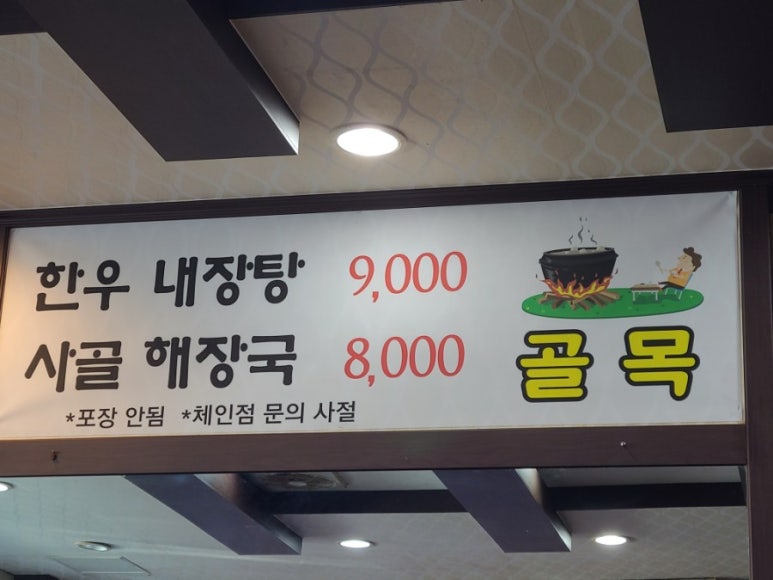 한우 내장탕 9,000
사골 해장국 8,000
*포장 안됨 *체인점 문의 사절
골목